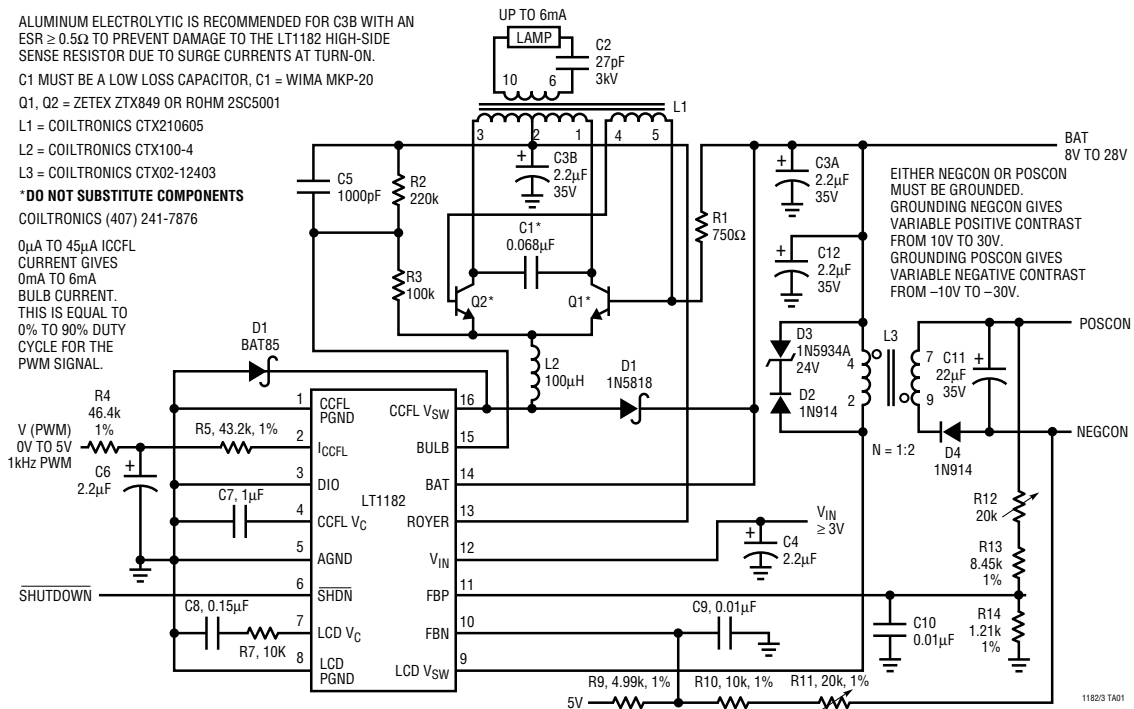 ALUMINUM ELECTROLYTIC IS RECOMMENDED FOR C3B WITH AN
ESR ≥ 0.5Ω TO PREVENT DAMAGE TO THE LT1182 HIGH-SIDE
SENSE RESISTOR DUE TO SURGE CURRENTS AT TURN-ON.
C1 MUST BE A LOW LOSS CAPACITOR, C1 = WIMA MKP-20
Q1, Q2 = ZETEX ZTX849 OR ROHM 2SC5001
L1 = COILTRONICS CTX210605
L2 = COILTRONICS CTX100-4
L3 = COILTRONICS CTX02-12403
*DO NOT SUBSTITUTE COMPONENTS
COILTRONICS (407) 241-7876
0µA TO 45µA ICCFL
CURRENT GIVES
0mA TO 6mA
BULB CURRENT.
THIS IS EQUAL TO
0% TO 90% DUTY
CYCLE FOR THE
PWM SIGNAL.
UP TO 6mA
LAMP
C2
27pF
3kV
10
6
L1
3
2
1
4
5
BAT
8V TO 28V
C5
1000pF
R2
220k
C3B
2.2µF
35V
+
C1*
0.068µF
R3
100k
Q2*
Q1*
R1
750Ω
C3A
2.2µF
35V
+
C12
2.2µF
35V
+
EITHER NEGCON OR POSCON
MUST BE GROUNDED.
GROUNDING NEGCON GIVES
VARIABLE POSITIVE CONTRAST
FROM 10V TO 30V.
GROUNDING POSCON GIVES
VARIABLE NEGATIVE CONTRAST
FROM –10V TO –30V.
D1
BAT85
L2
100µH
D1
1N5818
D3
1N5934A
24V
D2
1N914
L3
4
2
7
9
N = 1:2
C11
22µF
35V
+
D4
1N914
POSCON
NEGCON
R4
46.4k
1%
V (PWM)
0V TO 5V
1kHz PWM
R5, 43.2k, 1%
C6
2.2µF
+
C7, 1µF
SHUTDOWN
C8, 0.15µF
R7, 10K
LT1182
1
CCFL
PGND
2
ICCFL
3
DIO
4
CCFL VC
5
AGND
6
SHDN
7
LCD VC
8
LCD
PGND
16
CCFL VSW
15
BULB
14
BAT
13
ROYER
12
VIN
11
FBP
10
FBN
9
LCD VSW
VIN
≥ 3V
C4
2.2µF
+
C9, 0.01µF
C10
0.01µF
R12
20k
R13
8.45k
1%
R14
1.21k
1%
5V
R9, 4.99k, 1%
R10, 10k, 1%
R11, 20k, 1%
1182/3 TA01